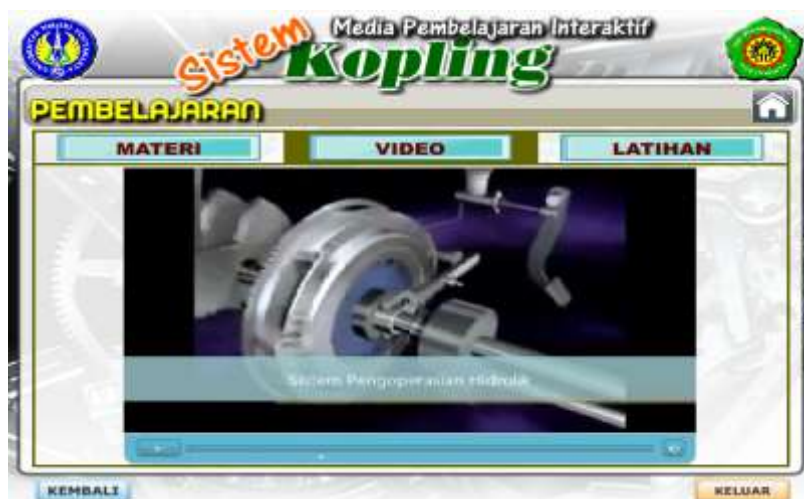 Media Pembelajaran Interaktif
Sistem
Kopling
PEMBELAJARAN
MATERI
VIDEO
LATIHAN
Sistem Pengoperasian Hidrolik
KEMBALI
KELUAR